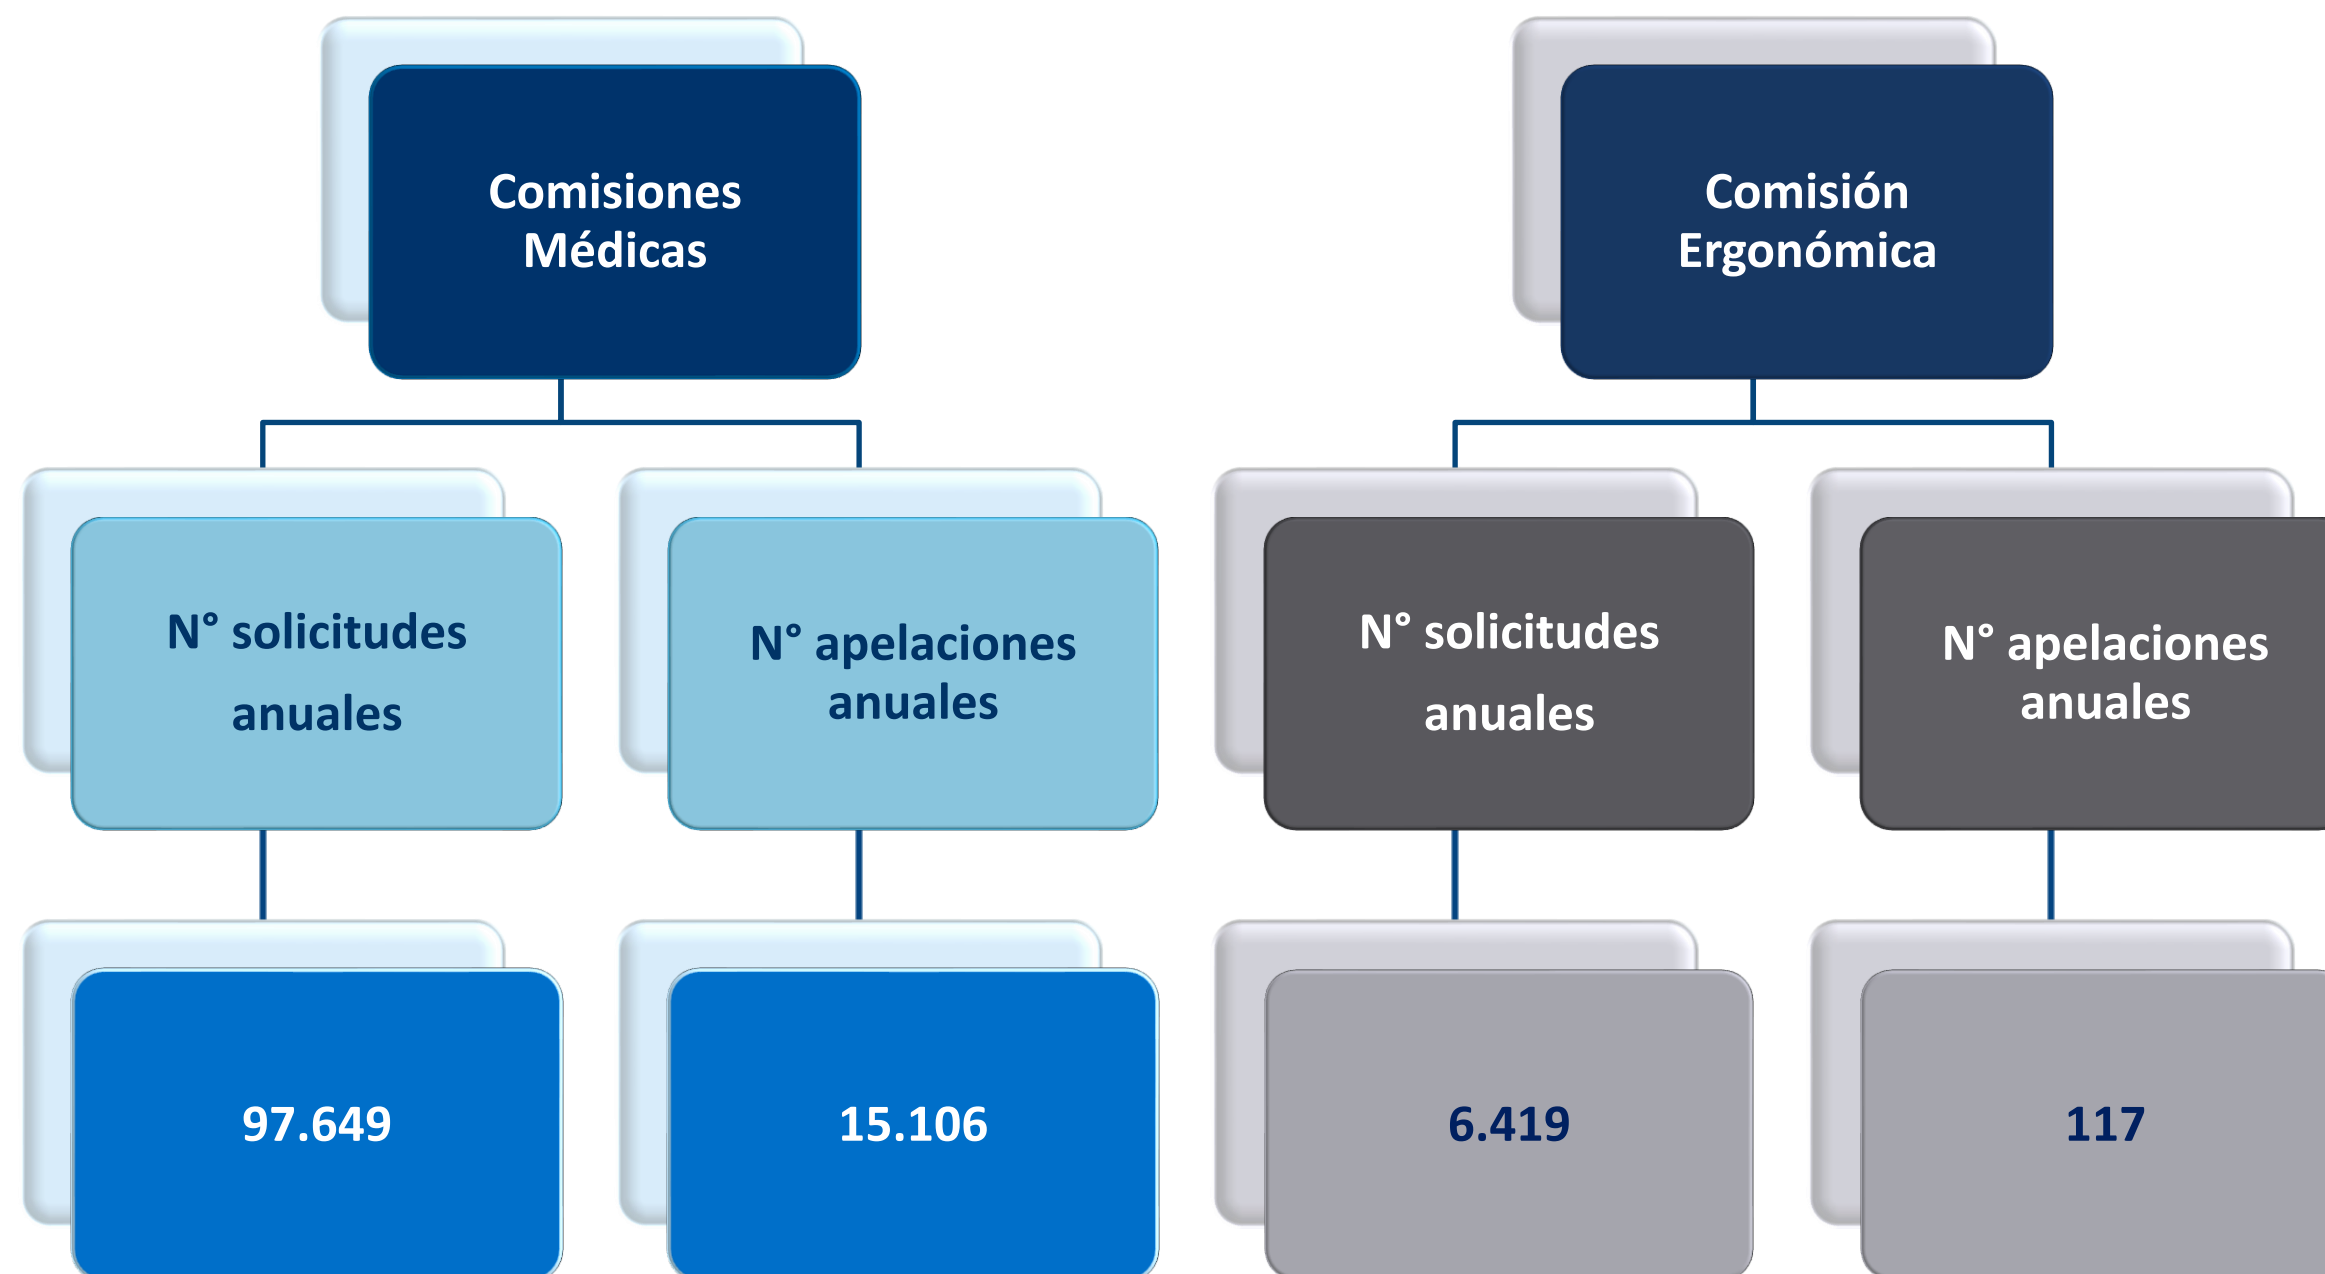 Comisiones
Médicas
Comisión
Ergonómica
N° solicitudes
anuales
N° apelaciones
anuales
N° solicitudes
anuales
N° apelaciones
anuales
97.649
15.106
6.419
117